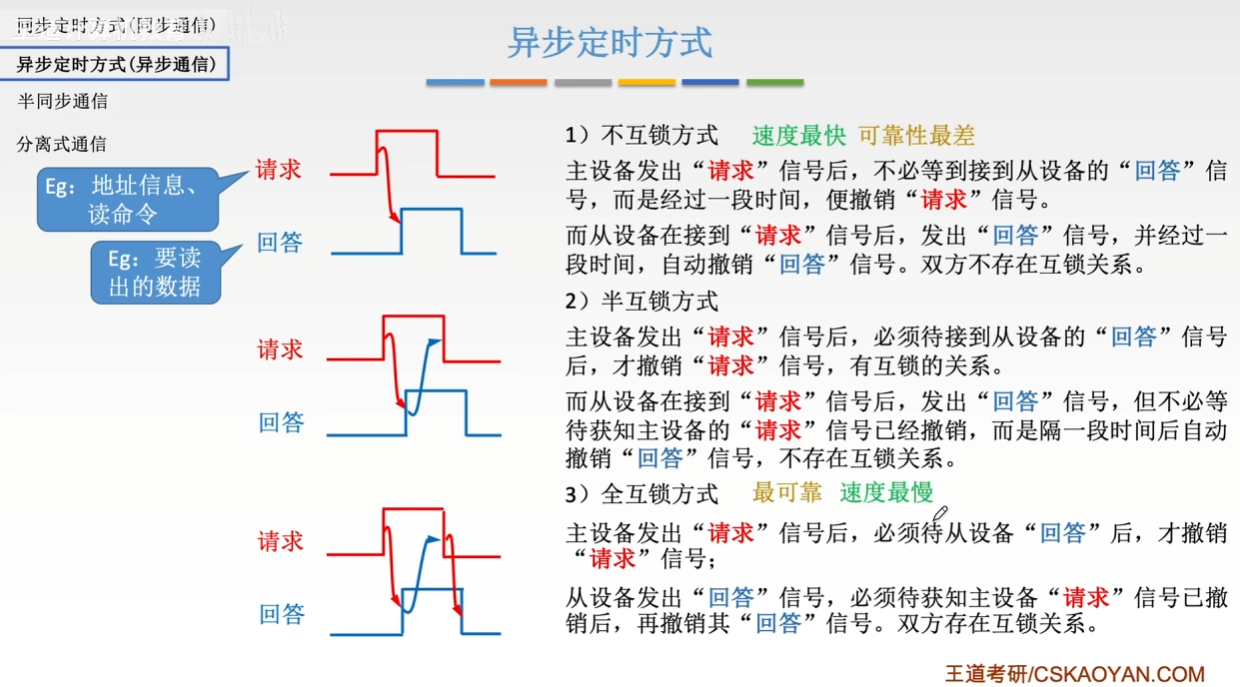 同步定时方式(同步通信)
异步定时方式(异步通信)
半同步通信
分离式通信
异步定时方式
Eg：地址信息、
读命令
Eg：要读
出的数据
请求
回答
请求
回答
请求
回答
1）不互锁方式 速度最快 可靠性最差
主设备发出“请求”信号后，不必等到接到从设备的“回答”信
号，而是经过一段时间，便撤销“请求”信号。
而从设备在接到“请求”信号后，发出“回答”信号，并经过一
段时间，自动撤销“回答”信号。双方不存在互锁关系。
2）半互锁方式
主设备发出“请求”信号后，必须待接到从设备的“回答”信号
后，才撤销“请求”信号，有互锁的关系。
而从设备在接到“请求”信号后，发出“回答”信号，但不必等
待获知主设备的“请求”信号已经撤销，而是隔一段时间后自动
撤销“回答”信号，不存在互锁关系。
3）全互锁方式 最可靠 速度最慢
主设备发出“请求”信号后，必须待从设备“回答”后，才撤销
“请求”信号；
从设备发出“回答”信号，必须待获知主设备“请求”信号已撤
销后，再撤销其“回答”信号。双方存在互锁关系。
王道考研/CSKAOYAN.COM